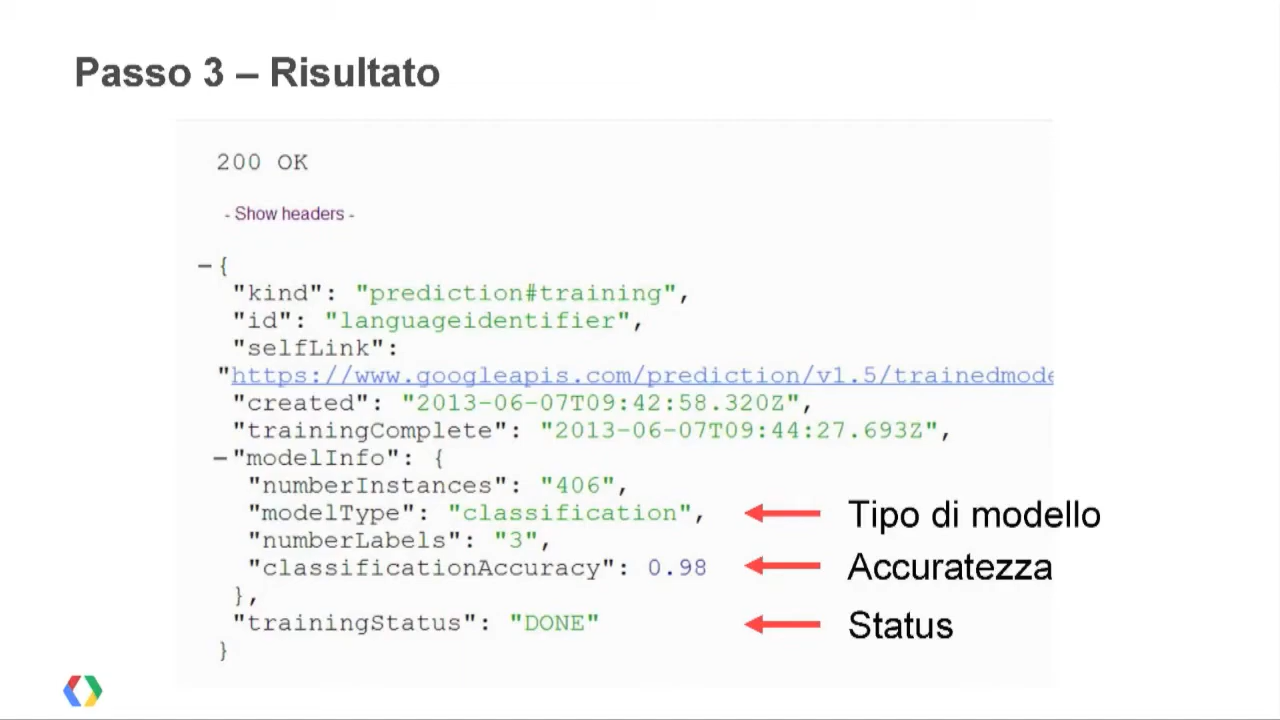 Passo 3 – Risultato
200 OK
- Show headers -
– {
"kind": "prediction#training",
"id": "languageidentifier",
"selfLink":
"https://www.googleapis.com/prediction/v1.5/trainedmode
"created": "2013-06-07T09:42:58.320Z",
"trainingComplete": "2013-06-07T09:44:27.693Z",
– "modelInfo": {
"numberInstances": "406",
"modelType": "classification", Tipo di modello
"numberLabels": "3",
"classificationAccuracy": 0.98 Accuratezza
},
"trainingStatus": "DONE" Status
}